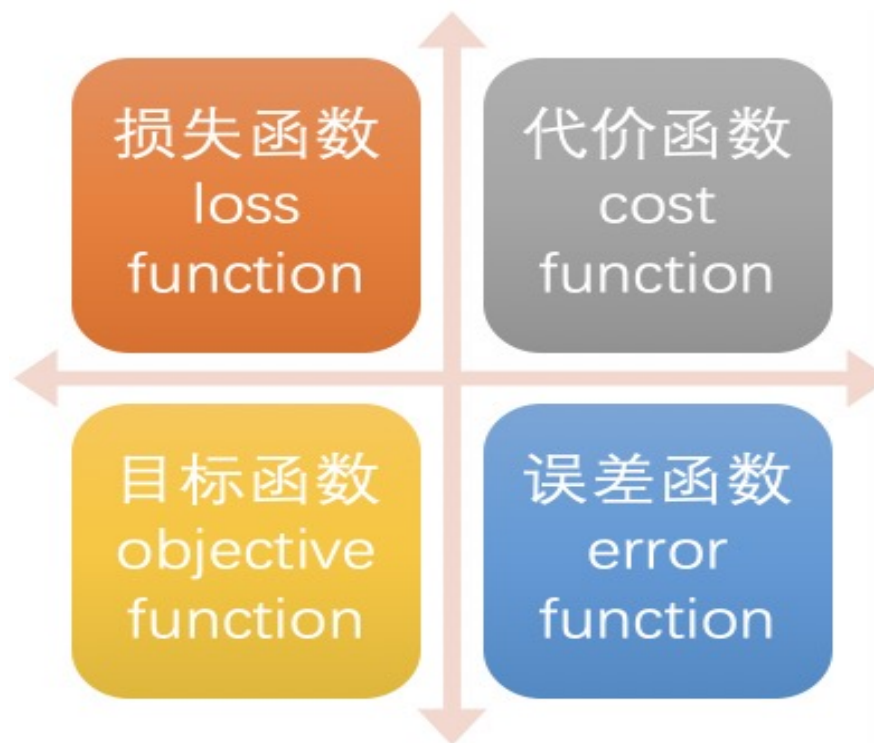 损失函数
loss
function
代价函数
cost
function
目标函数
objective
function
误差函数
error
function